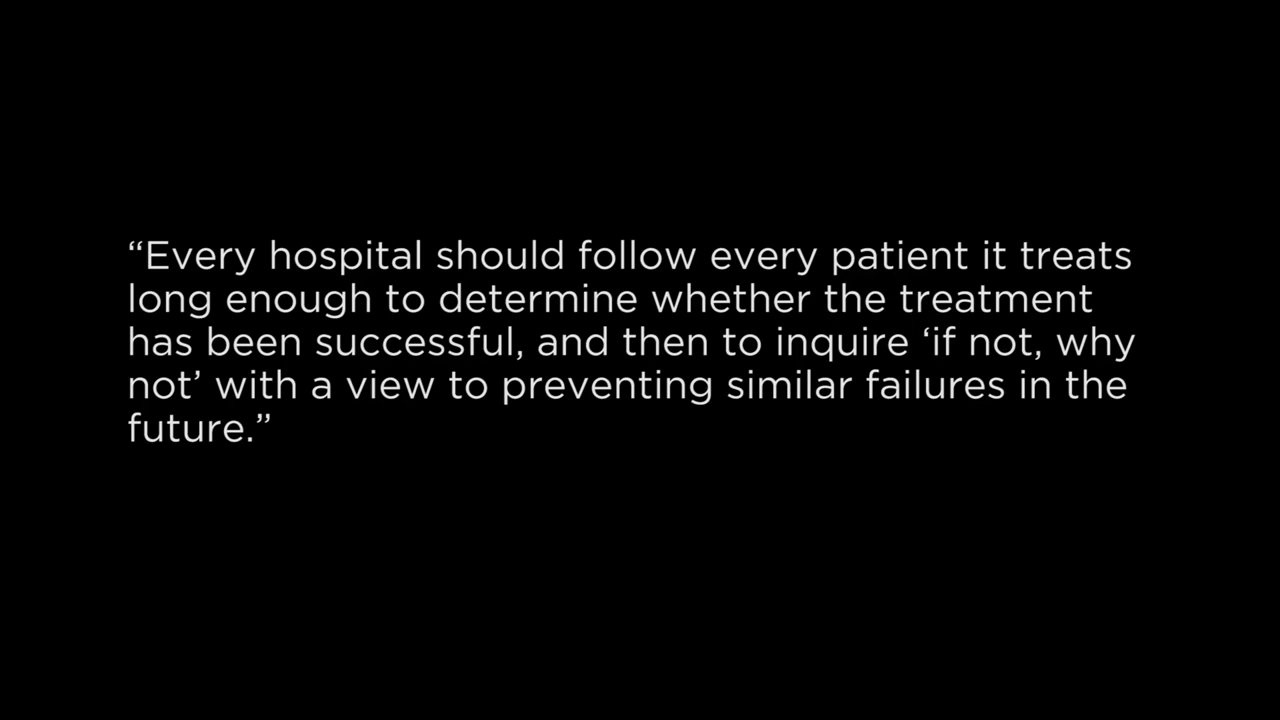 “Every hospital should follow every patient it treats
long enough to determine whether the treatment
has been successful, and then to inquire ‘if not, why
not’ with a view to preventing similar failures in the
future.”